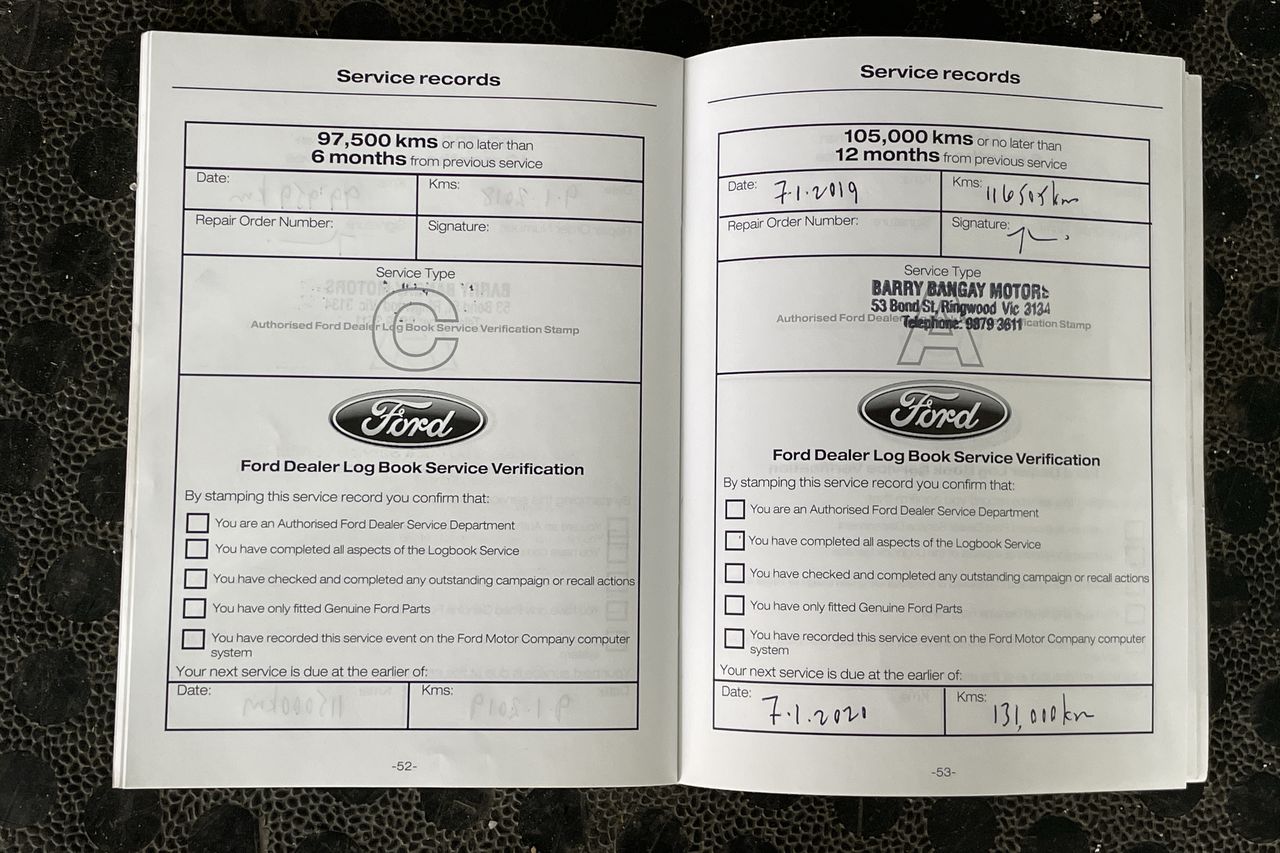 Service records
97,500 kms or no later than
6 months from previous service
Date:
Kms:
Repair Order Number:
Signature:
Service Type
C
Authorised Ford Dealer Log Book Service Verification Stamp
Ford
Ford Dealer Log Book Service Verification
By stamping this service record you confirm that:
You are an Authorised Ford Dealer Service Department
You have completed all aspects of the Logbook Service
You have checked and completed any outstanding campaign or recall actions
You have only fitted Genuine Ford Parts
You have recorded this service event on the Ford Motor Company computer
system
Your next service is due at the earlier of:
Date:
Kms:
-52-
Service records
105,000 kms or no later than
12 months from previous service
Date: 7.1.2019
Kms: 116505km
Repair Order Number:
Signature:
Service Type
BARRY BANGAY MOTORS
53 Bond St, Ringwood Vic 3134
Authorised Ford Dealer
Telephone: 9879 3611
ication Stamp
A
Ford
Ford Dealer Log Book Service Verification
By stamping this service record you confirm that:
You are an Authorised Ford Dealer Service Department
You have completed all aspects of the Logbook Service
You have checked and completed any outstanding campaign or recall actions
You have only fitted Genuine Ford Parts
You have recorded this service event on the Ford Motor Company computer
system
Your next service is due at the earlier of:
Date: 7.1.2020
Kms: 131,000km
-53-